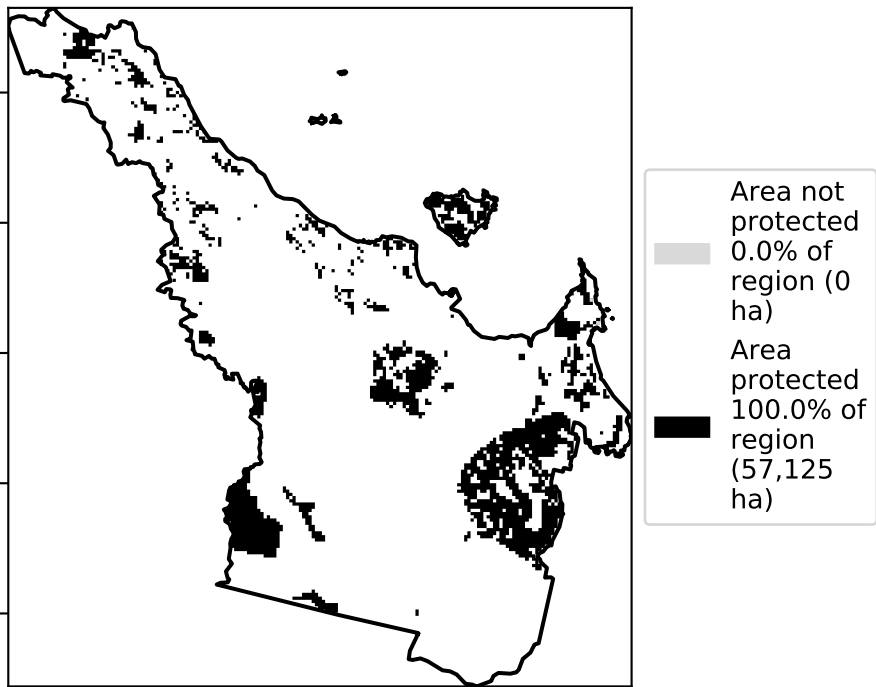 Area not
protected
0.0% of
region (0
ha)
Area
protected
100.0% of
region
(57,125
ha)